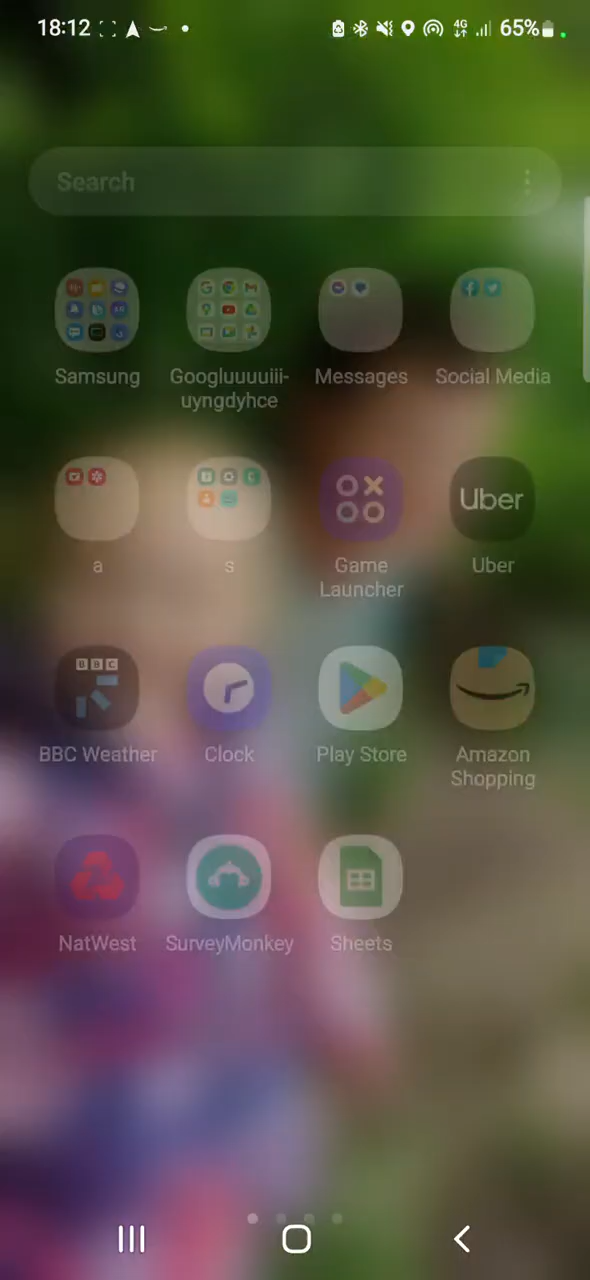 18:12
4G
65%
Search
Samsung
Googluuuuiii-
uyngdyhce
Messages
Social Media
a
s
Uber
Game
Launcher
Uber
BBC
BBC Weather
Clock
Play Store
Amazon
Shopping
NatWest
SurveyMonkey
Sheets